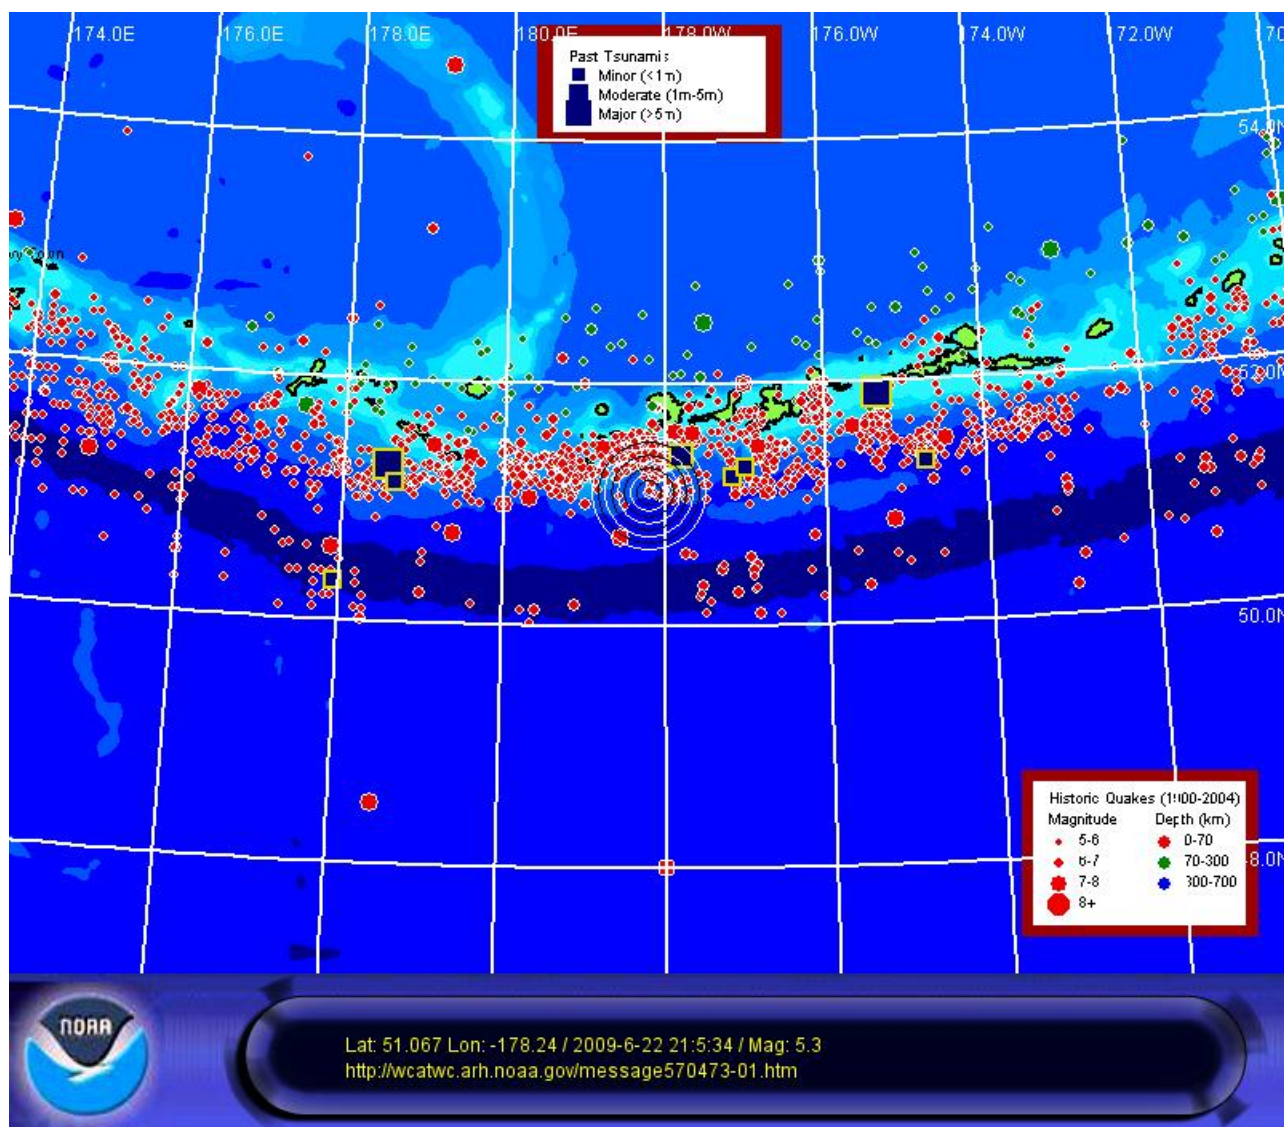 174.0E 176.0E 178.0E 180.0E 178.0W 176.0W 174.0W 172.0W 170
Past Tsunamis
Minor (<1m)
Moderate (1m-5m)
Major (>5m)
54.0N
52.0N
50.0N
Historic Quakes (1900-2004)
Magnitude Depth (km)
5-6 0-70
6-7 70-300
7-8 300-700
8+
48.0N
NOAA
Lat: 51.067 Lon: -178.24 / 2009-6-22 21:5:34 / Mag: 5.3
http://wcatwc.arh.noaa.gov/message570473-01.htm